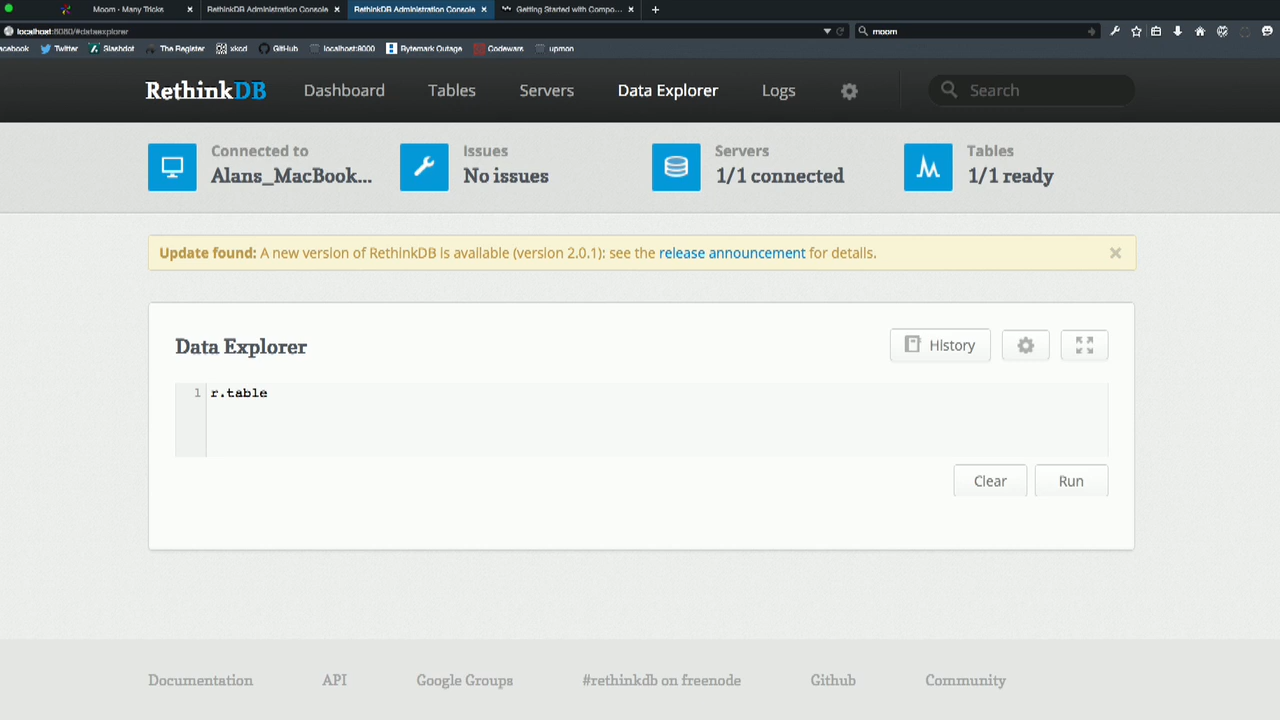 Moom · Many Tricks
RethinkDB Administration Console
RethinkDB Administration Console
Getting Started with Compo...
localhost:8080/#dataexplorer
moom
acebook
Twitter
Slashdot
The Register
xkcd
GitHub
localhost:8000
Bytemark Outage
Codewars
upmon
RethinkDB
Dashboard
Tables
Servers
Data Explorer
Logs
Search
Connected to
Alans_MacBook...
Issues
No issues
Servers
1/1 connected
Tables
1/1 ready
Update found: A new version of RethinkDB is available (version 2.0.1): see the release announcement for details.
Data Explorer
History
1 r.table
Clear
Run
Documentation
API
Google Groups
#rethinkdb on freenode
Github
Community